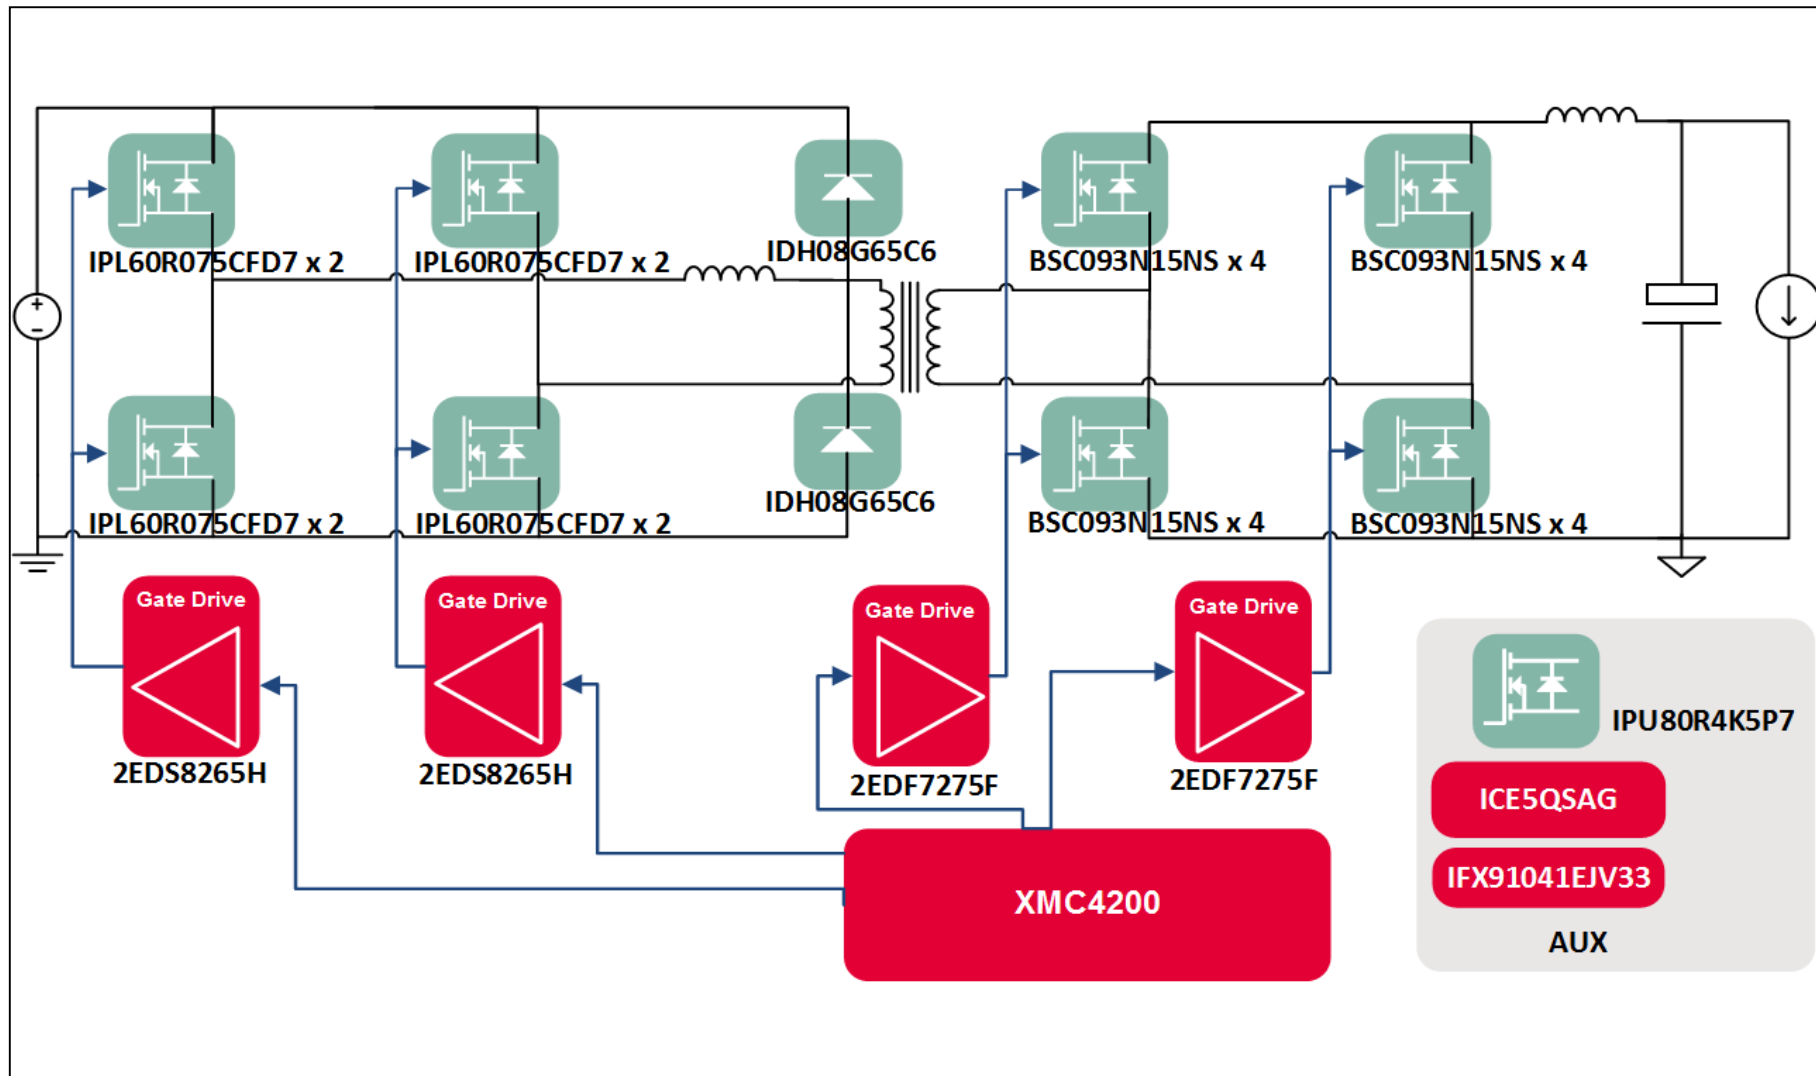 IPL60R075CFD7 x 2
IPL60R075CFD7 x 2
IDH08G65C6
BSC093N15NS x 4
BSC093N15NS x 4
+
−
IPL60R075CFD7 x 2
IPL60R075CFD7 x 2
IDH08G65C6
BSC093N15NS x 4
BSC093N15NS x 4
Gate Drive
2EDS8265H
Gate Drive
2EDS8265H
Gate Drive
2EDF7275F
Gate Drive
2EDF7275F
XMC4200
IPU80R4K5P7
ICE5QSAG
IFX91041EJV33
AUX